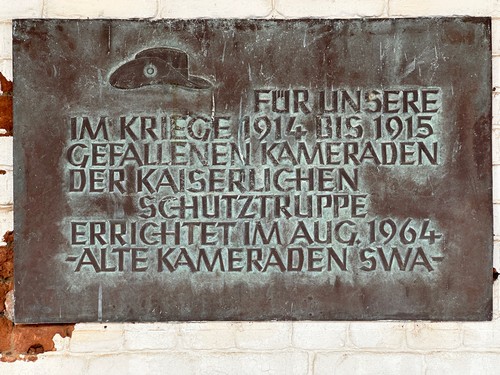 FÜR UNSERE
IM KRIEGE 1914 BIS 1915
GEFALLENEN KAMERADEN
DER KAISERLICHEN
SCHUTZTRUPPE
ERRICHTET IM AUG. 1964
-ALTE KAMERADEN SWA-